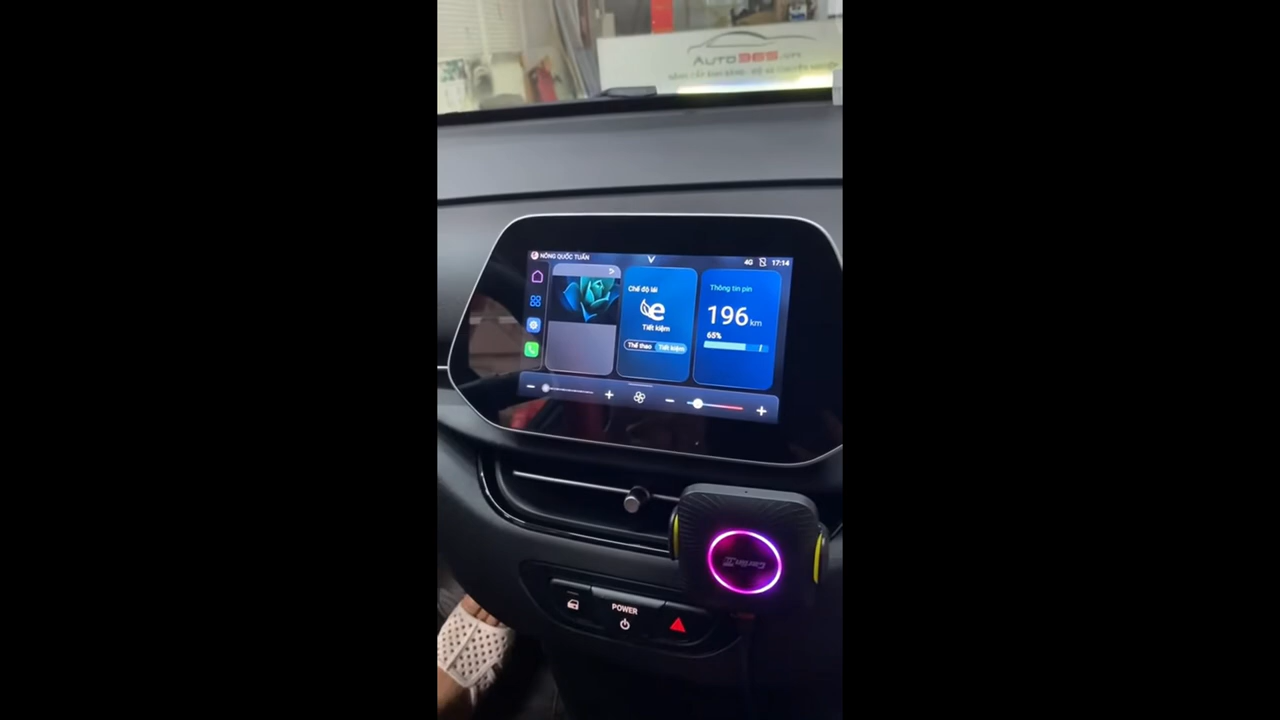 AUTO365.VN
NÔNG QUỐC TUẤN
4G
17:14
Chế độ lái
e
Tiết kiệm
Thể thao
Tiết kiệm
Thông tin pin
196 km
65%
POWER